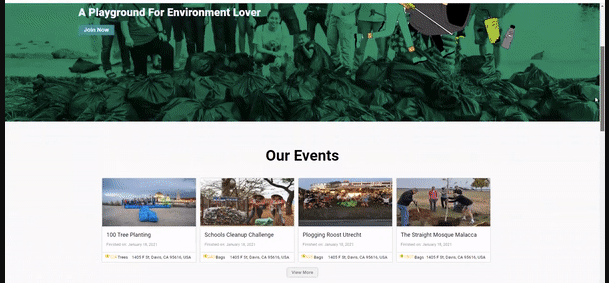 A Playground For Environment Lover
Join Now
Our Events
100 Tree Planting
Finished on: January 18, 2021
Trees 1405 F St, Davis, CA 95616, USA
Schools Cleanup Challenge
Finished on: January 18, 2021
Bags 1405 F St, Davis, CA 95616, USA
Plogging Roost Utrecht
Finished on: January 18, 2021
Bags 1405 F St, Davis, CA 95616, USA
The Straight Mosque Malacca
Finished on: January 18, 2021
Bags 1405 F St, Davis, CA 95616, USA
View More